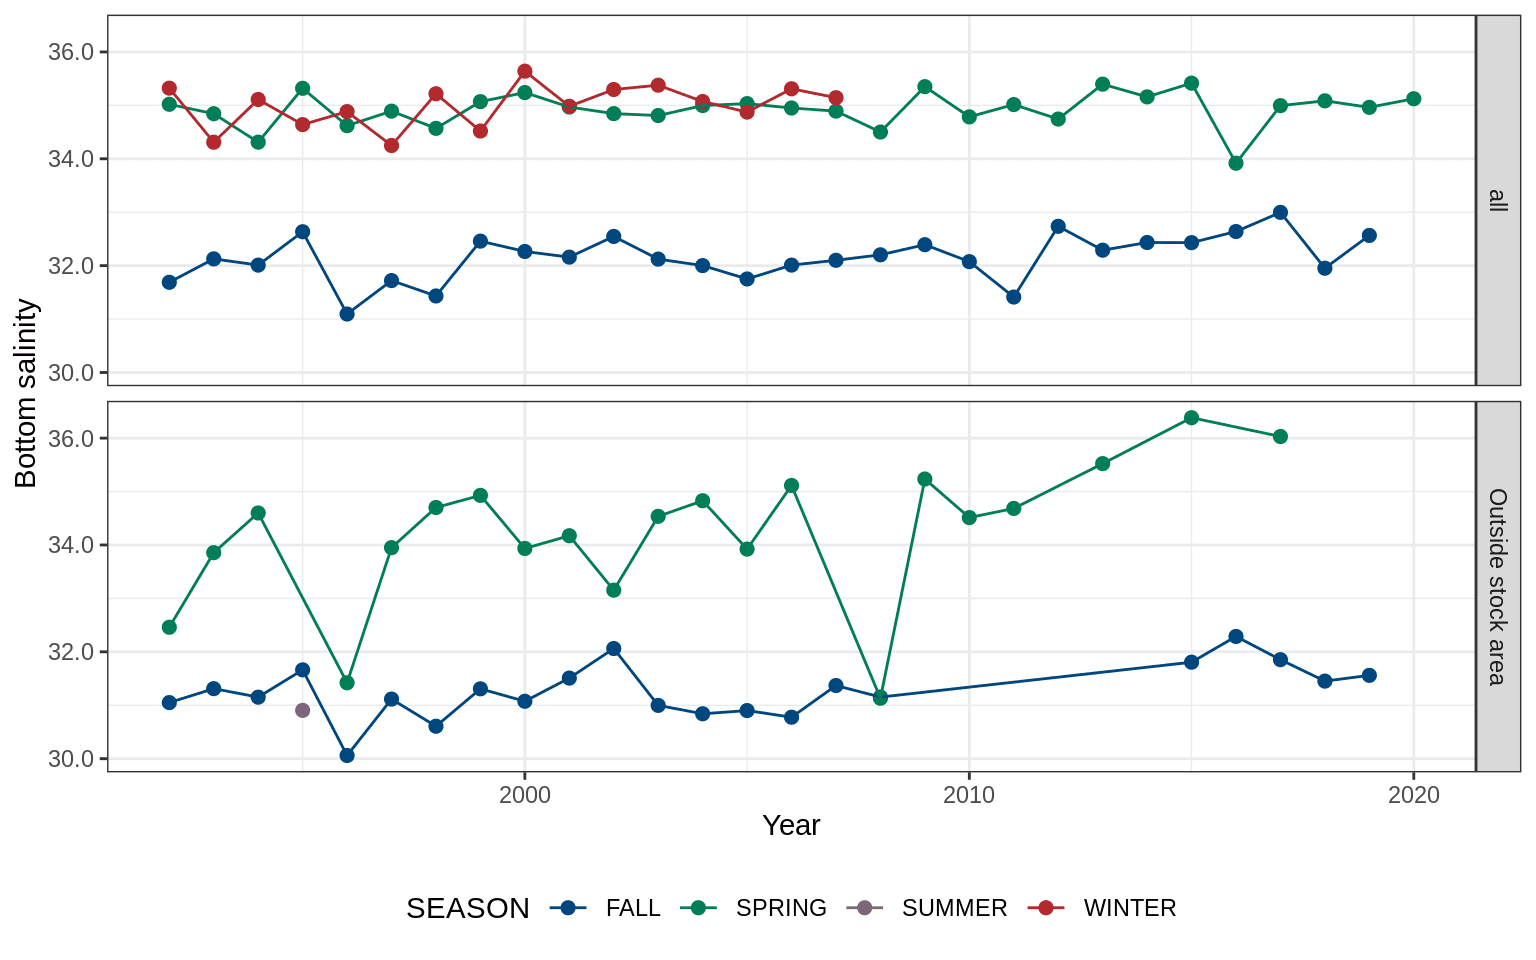 36.0
34.0
32.0
30.0
all
Bottom salinity
36.0
34.0
32.0
30.0
Outside stock area
2000 2010 2020
Year
SEASON FALL SPRING SUMMER WINTER